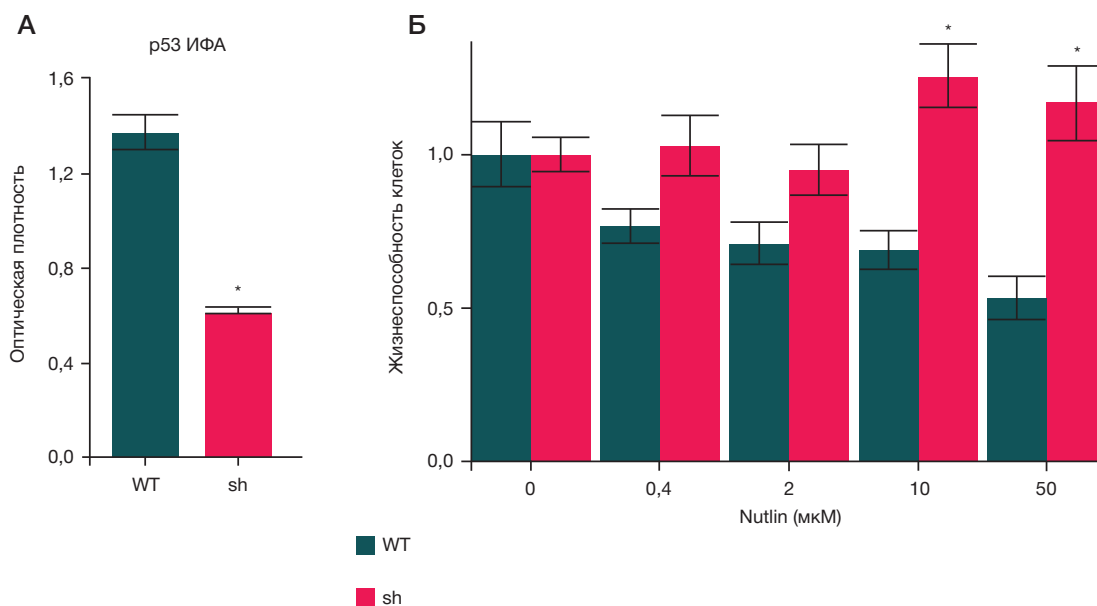 А
p53 ИФА
Оптическая плотность
1,6
1,2
0,8
0,4
0,0
*
WT
sh
Б
Жизнеспособность клеток
1,0
0,5
0,0
*
*
0
0,4
2
10
50
Nutlin (мкМ)
WT
sh